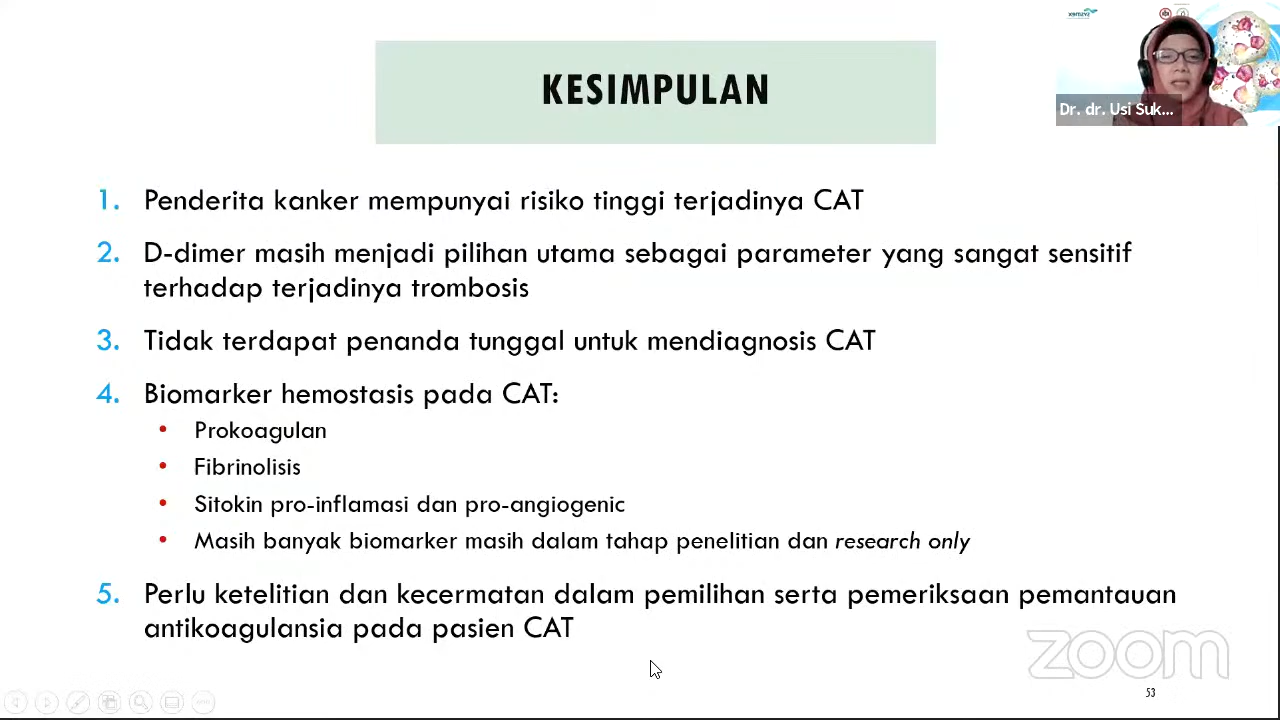 KESIMPULAN
sysmex
Dr. dr. Usi Suk...
1. Penderita kanker mempunyai risiko tinggi terjadinya CAT
2. D-dimer masih menjadi pilihan utama sebagai parameter yang sangat sensitif
terhadap terjadinya trombosis
3. Tidak terdapat penanda tunggal untuk mendiagnosis CAT
4. Biomarker hemostasis pada CAT:
• Prokoagulan
• Fibrinolisis
• Sitokin pro-inflamasi dan pro-angiogenic
• Masih banyak biomarker masih dalam tahap penelitian dan research only
5. Perlu ketelitian dan kecermatan dalam pemilihan serta pemeriksaan pemantauan
antikoagulansia pada pasien CAT
zoom
53